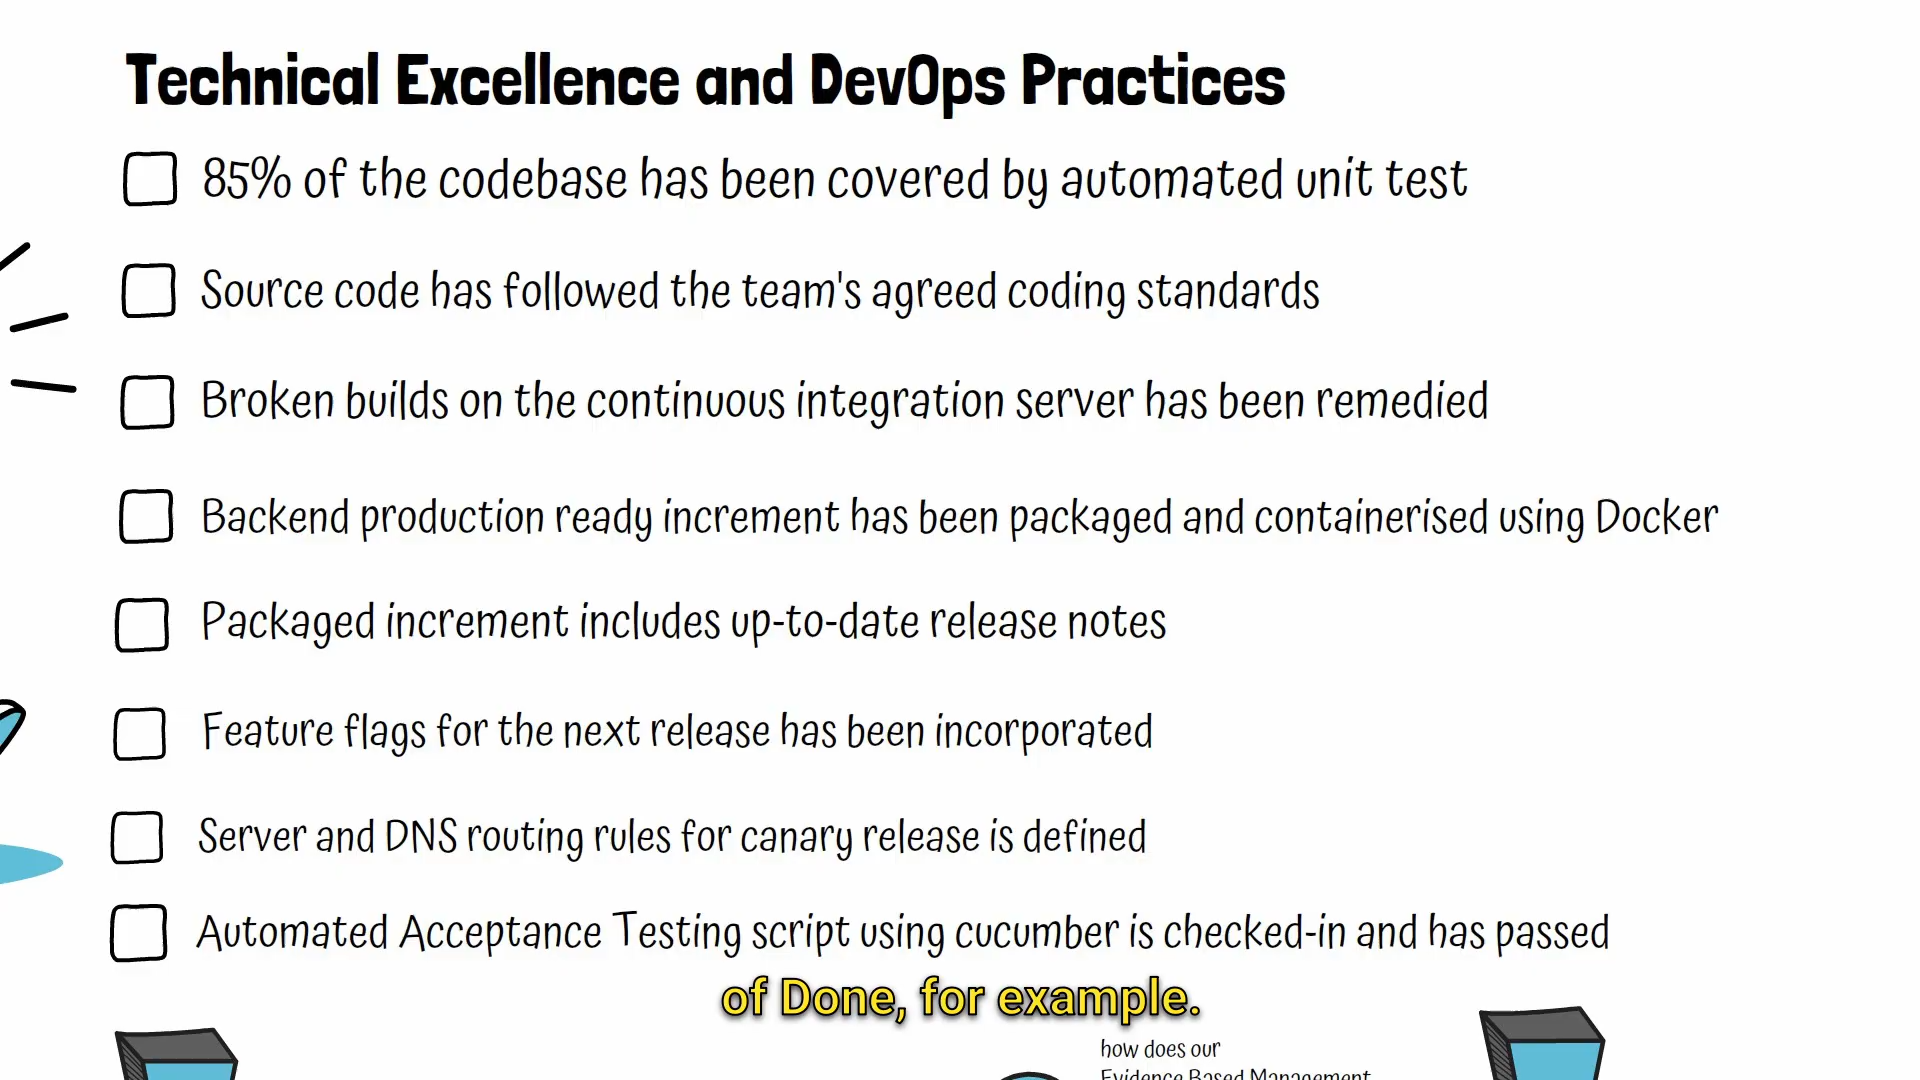 Technical Excellence and DevOps Practices
85% of the codebase has been covered by automated unit test
Source code has followed the team's agreed coding standards
Broken builds on the continuous integration server has been remedied
Backend production ready increment has been packaged and containerised using Docker
Packaged increment includes up-to-date release notes
Feature flags for the next release has been incorporated
Server and DNS routing rules for canary release is defined
Automated Acceptance Testing script using cucumber is checked-in and has passed
of Done, for example.
how does our
Evidence Based Management